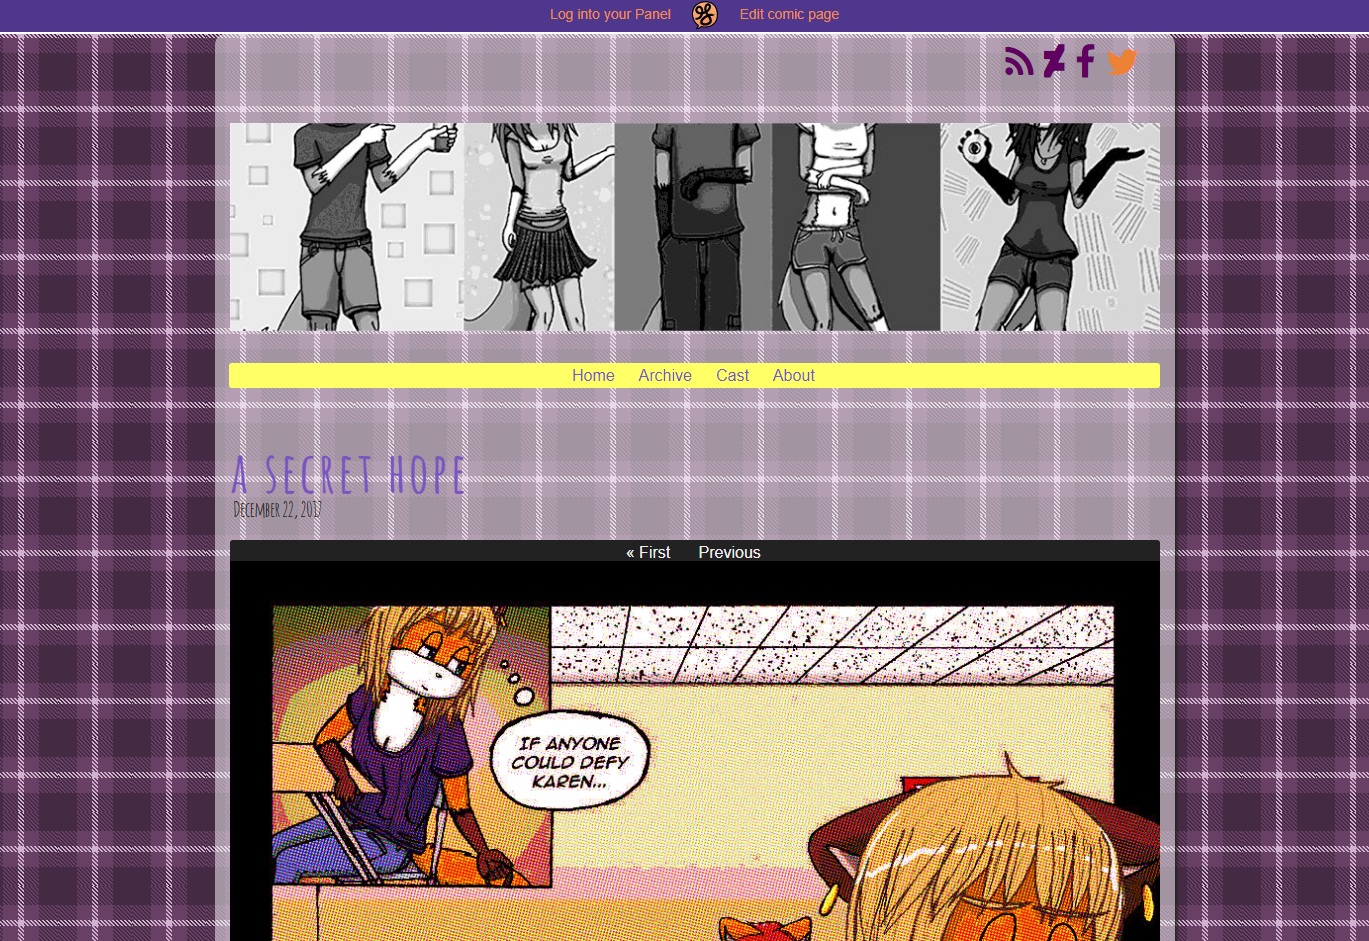 Log into your Panel Edit comic page
Home Archive Cast About
A SECRET HOPE
December 22, 2017
« First Previous
IF ANYONE
COULD DEFY
KAREN...